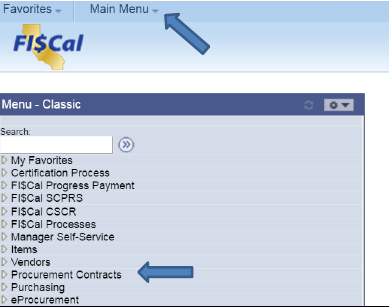 Favorites Main Menu
FI$Cal
Menu - Classic
Search:
My Favorites
Certification Process
FI$Cal Progress Payment
FI$Cal SCPRS
FI$Cal CSCR
FI$Cal Processes
Manager Self-Service
Items
Vendors
Procurement Contracts
Purchasing
eProcurement